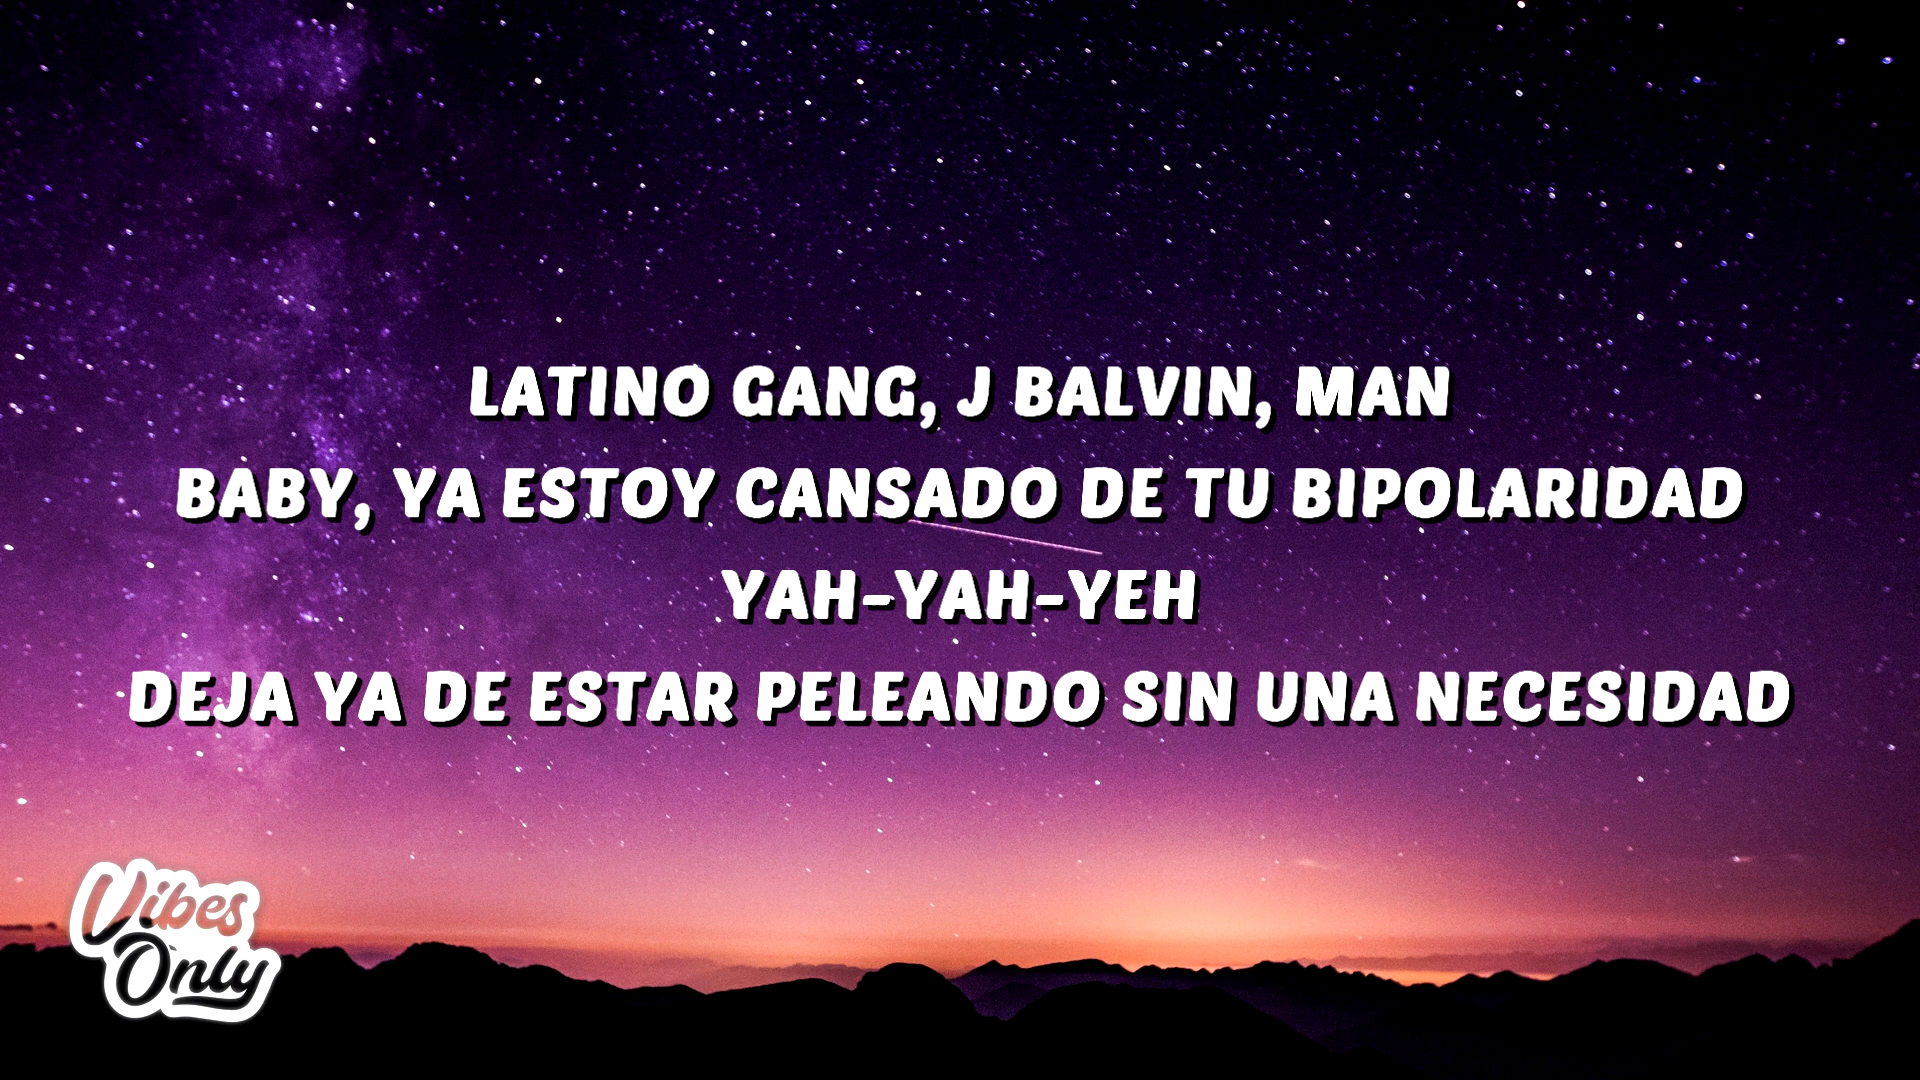 LATINO GANG, J BALVIN, MAN
BABY, YA ESTOY CANSADO DE TU BIPOLARIDAD
YAH-YAH-YEH
DEJA YA DE ESTAR PELEANDO SIN UNA NECESIDAD
Vibes
Only